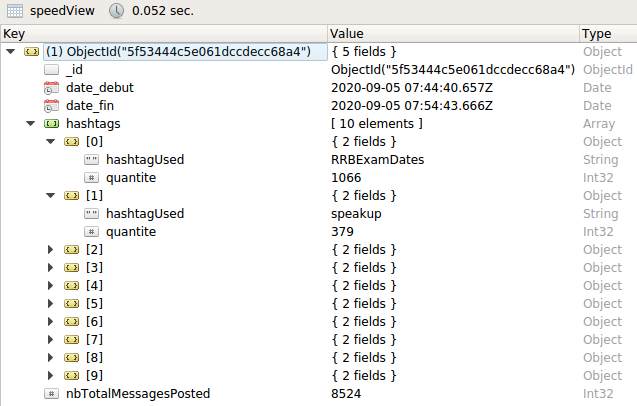 speedView 0.052 sec.
Key Value Type
(1) ObjectId("5f53444c5e061dccdecc68a4") { 5 fields } Object
_id ObjectId("5f53444c5e061dccdecc68a4") ObjectId
date_debut 2020-09-05 07:44:40.657Z Date
date_fin 2020-09-05 07:54:43.666Z Date
hashtags [ 10 elements ] Array
[0] { 2 fields } Object
hashtagUsed RRBExamDates String
quantite 1066 Int32
[1] { 2 fields } Object
hashtagUsed speakup String
quantite 379 Int32
[2] { 2 fields } Object
[3] { 2 fields } Object
[4] { 2 fields } Object
[5] { 2 fields } Object
[6] { 2 fields } Object
[7] { 2 fields } Object
[8] { 2 fields } Object
[9] { 2 fields } Object
nbTotalMessagesPosted 8524 Int32